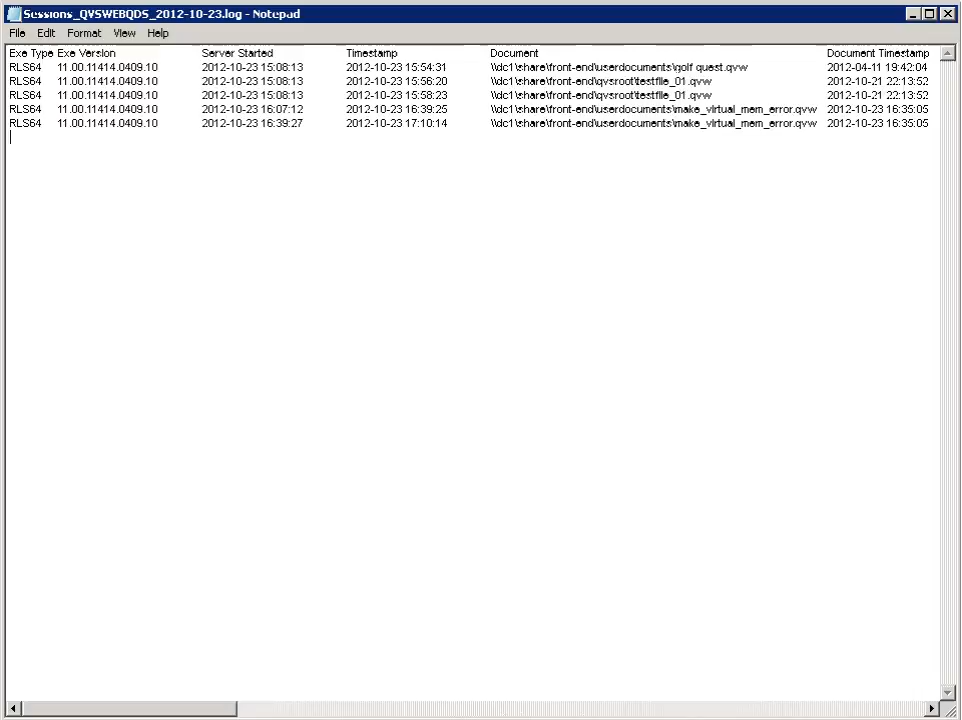 Sessions_QVSWEBQDS_2012-10-23.log - Notepad
File Edit Format View Help
Exe Type Exe Version Server Started Timestamp Document Document Timestamp
RLS64 11.00.11414.0409.10 2012-10-23 15:08:13 2012-10-23 15:54:31 \\dc1\share\front-end\userdocuments\golf quest.qvw 2012-04-11 19:42:04
RLS64 11.00.11414.0409.10 2012-10-23 15:08:13 2012-10-23 15:56:20 \\dc1\share\front-end\qvsroot\testfile_01.qvw 2012-10-21 22:13:52
RLS64 11.00.11414.0409.10 2012-10-23 15:08:13 2012-10-23 15:58:23 \\dc1\share\front-end\qvsroot\testfile_01.qvw 2012-10-21 22:13:52
RLS64 11.00.11414.0409.10 2012-10-23 16:07:12 2012-10-23 16:39:25 \\dc1\share\front-end\userdocuments\make_virtual_mem_error.qvw 2012-10-23 16:35:05
RLS64 11.00.11414.0409.10 2012-10-23 16:39:27 2012-10-23 17:10:14 \\dc1\share\front-end\userdocuments\make_virtual_mem_error.qvw 2012-10-23 16:35:05